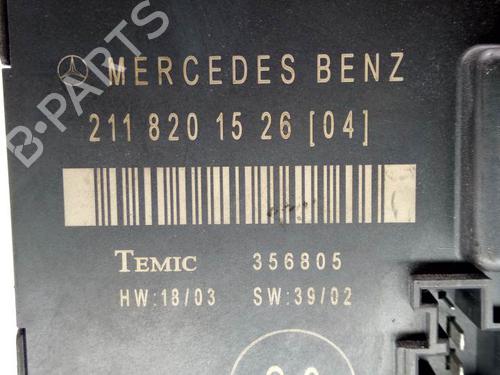 MERCEDES BENZ
211 820 15 26 [04]
TEMIC 356805
HW:18/03 SW:39/02
B-PARTS